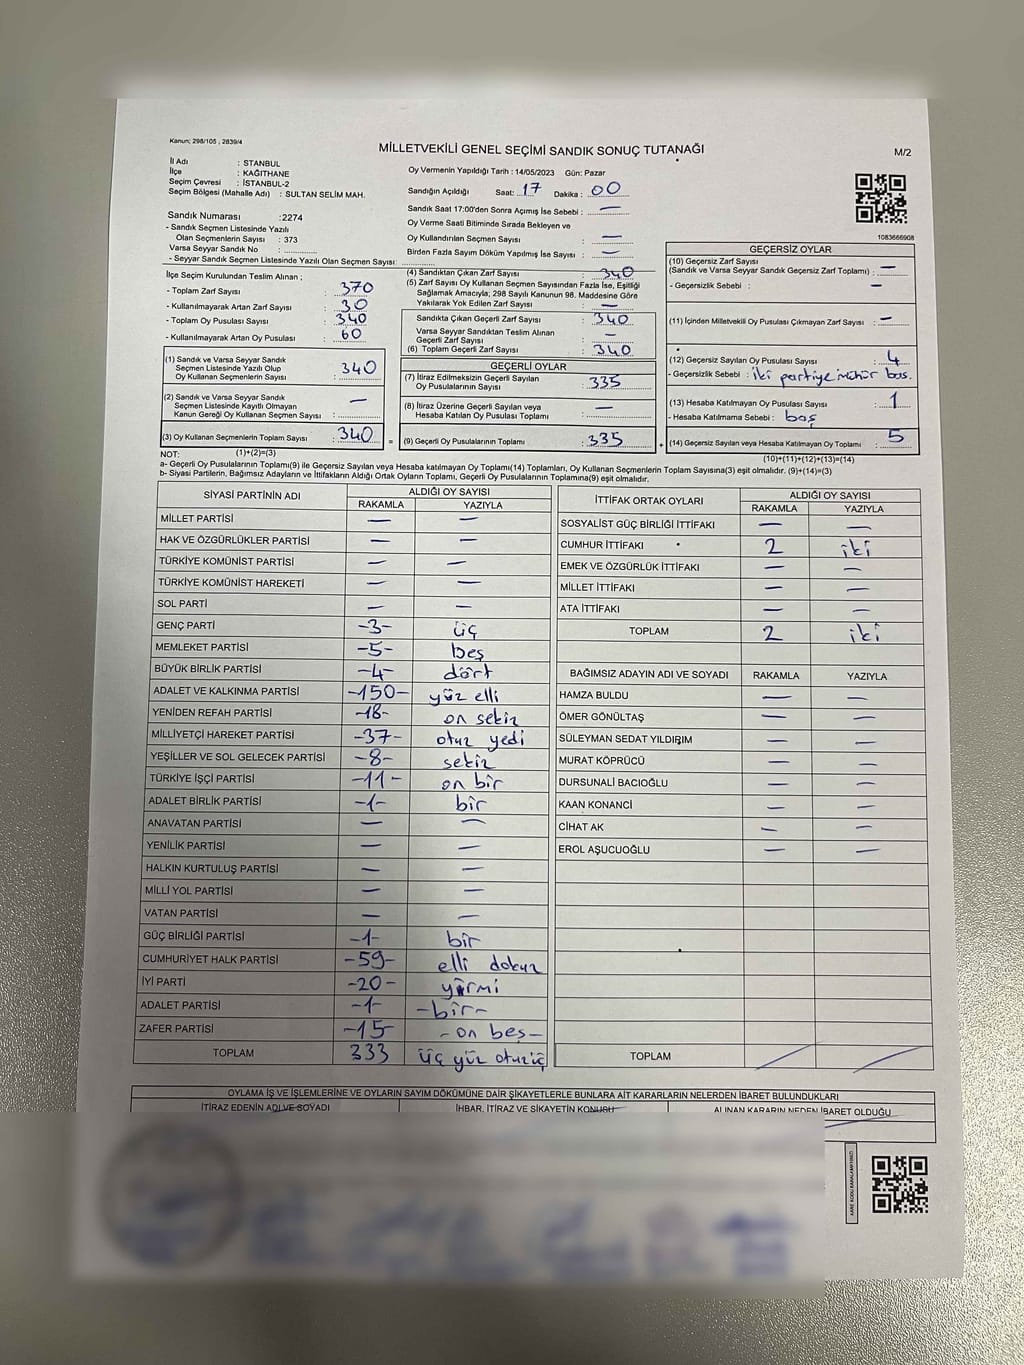 Kanun; 298/105 , 2839/4
MİLLETVEKİLİ GENEL SEÇİMİ SANDIK SONUÇ TUTANAĞI
M/2
İl Adı : STANBUL
İlçe : KAĞITHANE
Seçim Çevresi : İSTANBUL-2
Seçim Bölgesi (Mahalle Adı) : SULTAN SELİM MAH.
Sandık Numarası :2274
- Sandık Seçmen Listesinde Yazılı
Olan Seçmenlerin Sayısı : 373
Varsa Seyyar Sandık No :
- Seyyar Sandık Seçmen Listesinde Yazılı Olan Seçmen Sayısı:
Oy Vermenin Yapıldığı Tarih : 14/05/2023 Gün: Pazar
Sandığın Açıldığı Saat: 17 Dakika : 00
Sandık Saat 17:00'den Sonra Açımış İse Sebebi : —
Oy Verme Saati Bitiminde Sırada Bekleyen ve
Oy Kullandırılan Seçmen Sayısı —
Birden Fazla Sayım Döküm Yapılmış İse Sayısı : —
1083666908
İlçe Seçim Kurulundan Teslim Alınan ;
- Toplam Zarf Sayısı : 370
- Kullanılmayarak Artan Zarf Sayısı : 30
- Toplam Oy Pusulası Sayısı : 340
- Kullanılmayarak Artan Oy Pusulası : 60
(1) Sandık ve Varsa Seyyar Sandık
Seçmen Listesinde Yazılı Olup
Oy Kullanan Seçmenlerin Sayısı : 340
(2) Sandık ve Varsa Seyyar Sandık
Seçmen Listesinde Kayıtlı Olmayan
Kanun Gereği Oy Kullanan Seçmen Sayısı : —
(3) Oy Kullanan Seçmenlerin Toplam Sayısı : 340 =
(1)+(2)=(3)
(4) Sandıktan Çıkan Zarf Sayısı : 340
(5) Zarf Sayısı Oy Kullanan Seçmen Sayısından Fazla İse, Eşitliği
Sağlamak Amacıyla; 298 Sayılı Kanunun 98. Maddesine Göre
Yakılarak Yok Edilen Zarf Sayısı : —
Sandıkta Çıkan Geçerli Zarf Sayısı : 340
Varsa Seyyar Sandıktan Teslim Alınan
Geçerli Zarf Sayısı : —
(6) Toplam Geçerli Zarf Sayısı : 340
GEÇERLİ OYLAR
(7) İtiraz Edilmeksizin Geçerli Sayılan
Oy Pusulalarının Sayısı : 335
(8) İtiraz Üzerine Geçerli Sayılan veya
Hesaba Katılan Oy Pusulası Toplamı : —
(9) Geçerli Oy Pusulalarının Toplamı : 335 +
GEÇERSİZ OYLAR
(10) Geçersiz Zarf Sayısı
(Sandık ve Varsa Seyyar Sandık Geçersiz Zarf Toplamı) : —
- Geçersizlik Sebebi : —
(11) İçinden Milletvekili Oy Pusulası Çıkmayan Zarf Sayısı : —
(12) Geçersiz Sayılan Oy Pusulası Sayısı : 4
- Geçersizlik Sebebi : iki partiye mühür bas.
(13) Hesaba Katılmayan Oy Pusulası Sayısı : 1
- Hesaba Katılmama Sebebi : boş
(14) Geçersiz Sayılan veya Hesaba Katılmayan Oy Toplamı : 5
(10)+(11)+(12)+(13)=(14)
NOT:
a- Geçerli Oy Pusulalarının Toplamı(9) ile Geçersiz Sayılan veya Hesaba katılmayan Oy Toplamı(14) Toplamları, Oy Kullanan Seçmenlerin Toplam Sayısına(3) eşit olmalıdır. (9)+(14)=(3)
b- Siyasi Partilerin, Bağımsız Adayların ve İttifakların Aldığı Ortak Oyların Toplamı, Geçerli Oy Pusulalarının Toplamına(9) eşit olmalıdır.
SİYASİ PARTİNİN ADI
ALDIĞI OY SAYISI
RAKAMLA YAZIYLA
MİLLET PARTİSİ — —
HAK VE ÖZGÜRLÜKLER PARTİSİ — —
TÜRKİYE KOMÜNİST PARTİSİ — —
TÜRKİYE KOMÜNİST HAREKETİ — —
SOL PARTİ — —
GENÇ PARTİ -3- üç
MEMLEKET PARTİSİ -5- beş
BÜYÜK BİRLİK PARTİSİ -4- dört
ADALET VE KALKINMA PARTİSİ -150- yüz elli
YENİDEN REFAH PARTİSİ -18- on sekiz
MİLLİYETÇİ HAREKET PARTİSİ -37- otuz yedi
YEŞİLLER VE SOL GELECEK PARTİSİ -8- sekiz
TÜRKİYE İŞÇİ PARTİSİ -11- on bir
ADALET BİRLİK PARTİSİ -1- bir
ANAVATAN PARTİSİ — —
YENİLİK PARTİSİ — —
HALKIN KURTULUŞ PARTİSİ — —
MİLLİ YOL PARTİSİ — —
VATAN PARTİSİ — —
GÜÇ BİRLİĞİ PARTİSİ -1- bir
CUMHURİYET HALK PARTİSİ -59- elli dokuz
İYİ PARTİ -20- yirmi
ADALET PARTİSİ -1- -bir-
ZAFER PARTİSİ -15- -on beş-
TOPLAM 333 üç yüz otuzüç
İTTİFAK ORTAK OYLARI
ALDIĞI OY SAYISI
RAKAMLA YAZIYLA
SOSYALİST GÜÇ BİRLİĞİ İTTİFAKI — —
CUMHUR İTTİFAKI 2 iki
EMEK VE ÖZGÜRLÜK İTTİFAKI — —
MİLLET İTTİFAKI — —
ATA İTTİFAKI — —
TOPLAM 2 iki
BAĞIMSIZ ADAYIN ADI VE SOYADI RAKAMLA YAZIYLA
HAMZA BULDU — —
ÖMER GÖNÜLTAŞ — —
SÜLEYMAN SEDAT YILDIRIM — —
MURAT KÖPRÜCÜ — —
DURSUNALİ BACIOĞLU — —
KAAN KONANCİ — —
CİHAT AK — —
EROL AŞUCUOĞLU — —
TOPLAM
OYLAMA İŞ VE İŞLEMLERİNE VE OYLARIN SAYIM DÖKÜMÜNE DAİR ŞİKAYETLERLE BUNLARA AİT KARARLARIN NELERDEN İBARET BULUNDUKLARI
İTİRAZ EDENİN ADI VE SOYADI İHBAR, İTİRAZ VE ŞİKAYETİN KONUSU ALINAN KARARIN NEDEN İBARET OLDUĞU